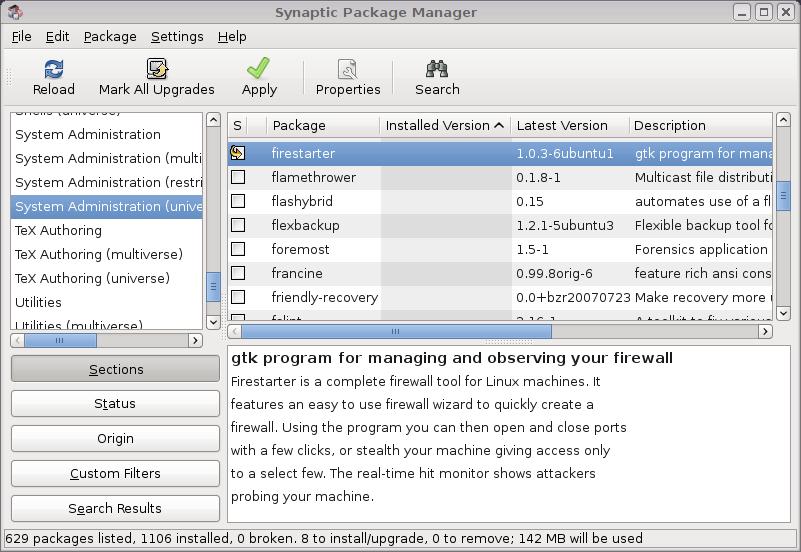 Synaptic Package Manager
File Edit Package Settings Help
Reload Mark All Upgrades Apply Properties Search
Shells (universe)
System Administration
System Administration (multi
System Administration (restri
System Administration (unive
TeX Authoring
TeX Authoring (multiverse)
TeX Authoring (universe)
Utilities
Utilities (multiverse)
S Package Installed Version Latest Version Description
firestarter 1.0.3-6ubuntu1 gtk program for mana
flamethrower 0.1.8-1 Multicast file distributi
flashybrid 0.15 automates use of a fl
flexbackup 1.2.1-5ubuntu3 Flexible backup tool fo
foremost 1.5-1 Forensics application
francine 0.99.8orig-6 feature rich ansi cons
friendly-recovery 0.0+bzr20070723 Make recovery more u
Sections
Status
Origin
Custom Filters
Search Results
gtk program for managing and observing your firewall
Firestarter is a complete firewall tool for Linux machines. It
features an easy to use firewall wizard to quickly create a
firewall. Using the program you can then open and close ports
with a few clicks, or stealth your machine giving access only
to a select few. The real-time hit monitor shows attackers
probing your machine.
629 packages listed, 1106 installed, 0 broken. 8 to install/upgrade, 0 to remove; 142 MB will be used